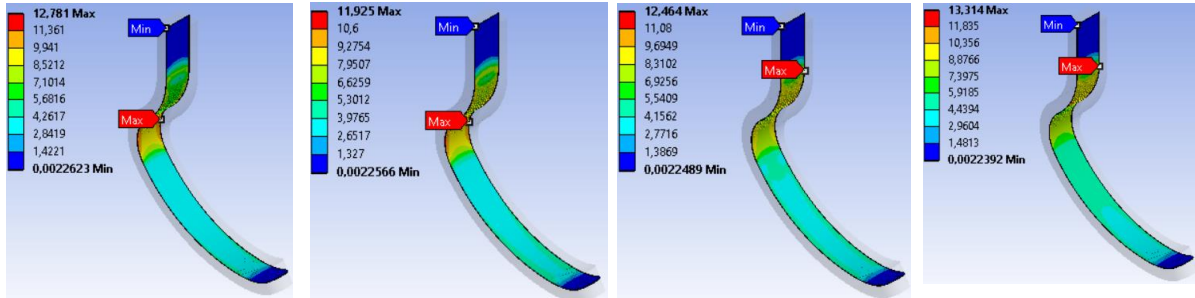 12,781 Max
11,361
9,941
8,5212
7,1014
5,6816
4,2617
2,8419
1,4221
0,0022623 Min
Min
Max
11,925 Max
10,6
9,2754
7,9507
6,6259
5,3012
3,9765
2,6517
1,327
0,0022566 Min
Min
Max
12,464 Max
11,08
9,6949
8,3102
6,9256
5,5409
4,1562
2,7716
1,3869
0,0022489 Min
Min
Max
13,314 Max
11,835
10,356
8,8766
7,3975
5,9185
4,4394
2,9604
1,4813
0,0022392 Min
Min
Max